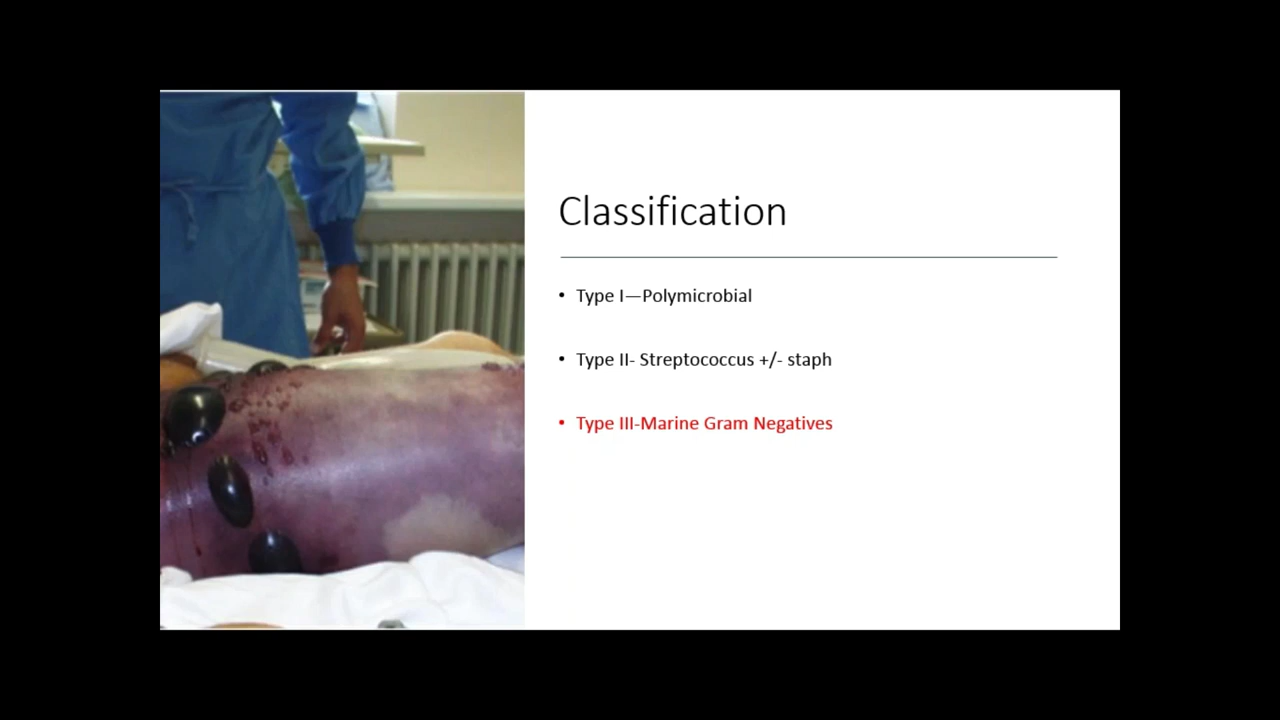 Classification
• Type I—Polymicrobial
• Type II- Streptococcus +/- staph
• Type III-Marine Gram Negatives